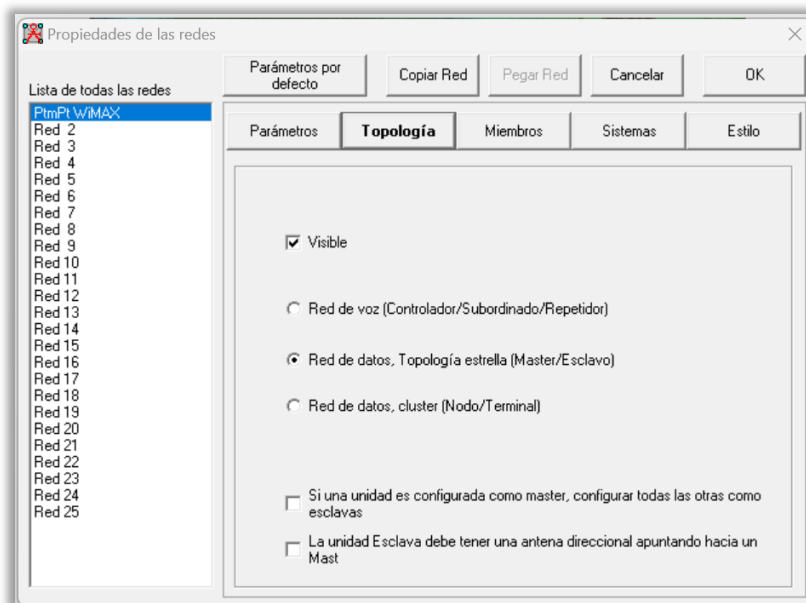 Propiedades de las redes
Lista de todas las redes
PtmPt WiMAX
Red 2
Red 3
Red 4
Red 5
Red 6
Red 7
Red 8
Red 9
Red 10
Red 11
Red 12
Red 13
Red 14
Red 15
Red 16
Red 17
Red 18
Red 19
Red 20
Red 21
Red 22
Red 23
Red 24
Red 25
Parámetros por
defecto
Copiar Red
Pegar Red
Cancelar
OK
Parámetros
Topología
Miembros
Sistemas
Estilo
Visible
Red de voz (Controlador/Subordinado/Repetidor)
Red de datos, Topología estrella (Master/Esclavo)
Red de datos, cluster (Nodo/Terminal)
Si una unidad es configurada como master, configurar todas las otras como
esclavas
La unidad Esclava debe tener una antena direccional apuntando hacia un
Mast